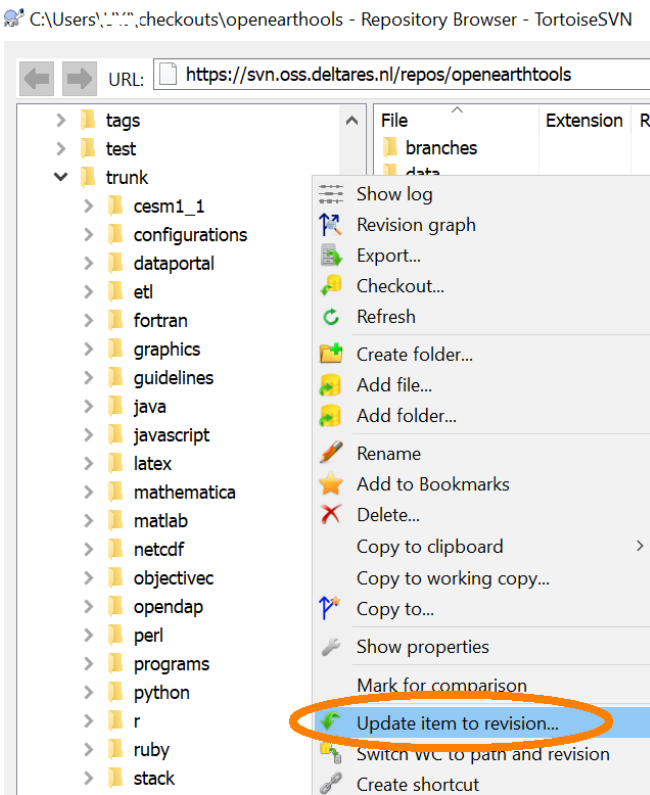 C:\Users\ checkouts\openearthools - Repository Browser - TortoiseSVN
URL: https://svn.oss.deltares.nl/repos/openearthtools
tags
test
trunk
cesm1_1
configurations
dataportal
etl
fortran
graphics
guidelines
java
javascript
latex
mathematica
matlab
netcdf
objectivec
opendap
perl
programs
python
r
ruby
stack
File Extension R
branches
data
Show log
Revision graph
Export...
Checkout...
Refresh
Create folder...
Add file...
Add folder...
Rename
Add to Bookmarks
Delete...
Copy to clipboard
Copy to working copy...
Copy to...
Show properties
Mark for comparison
Update item to revision...
Switch WC to path and revision
Create shortcut